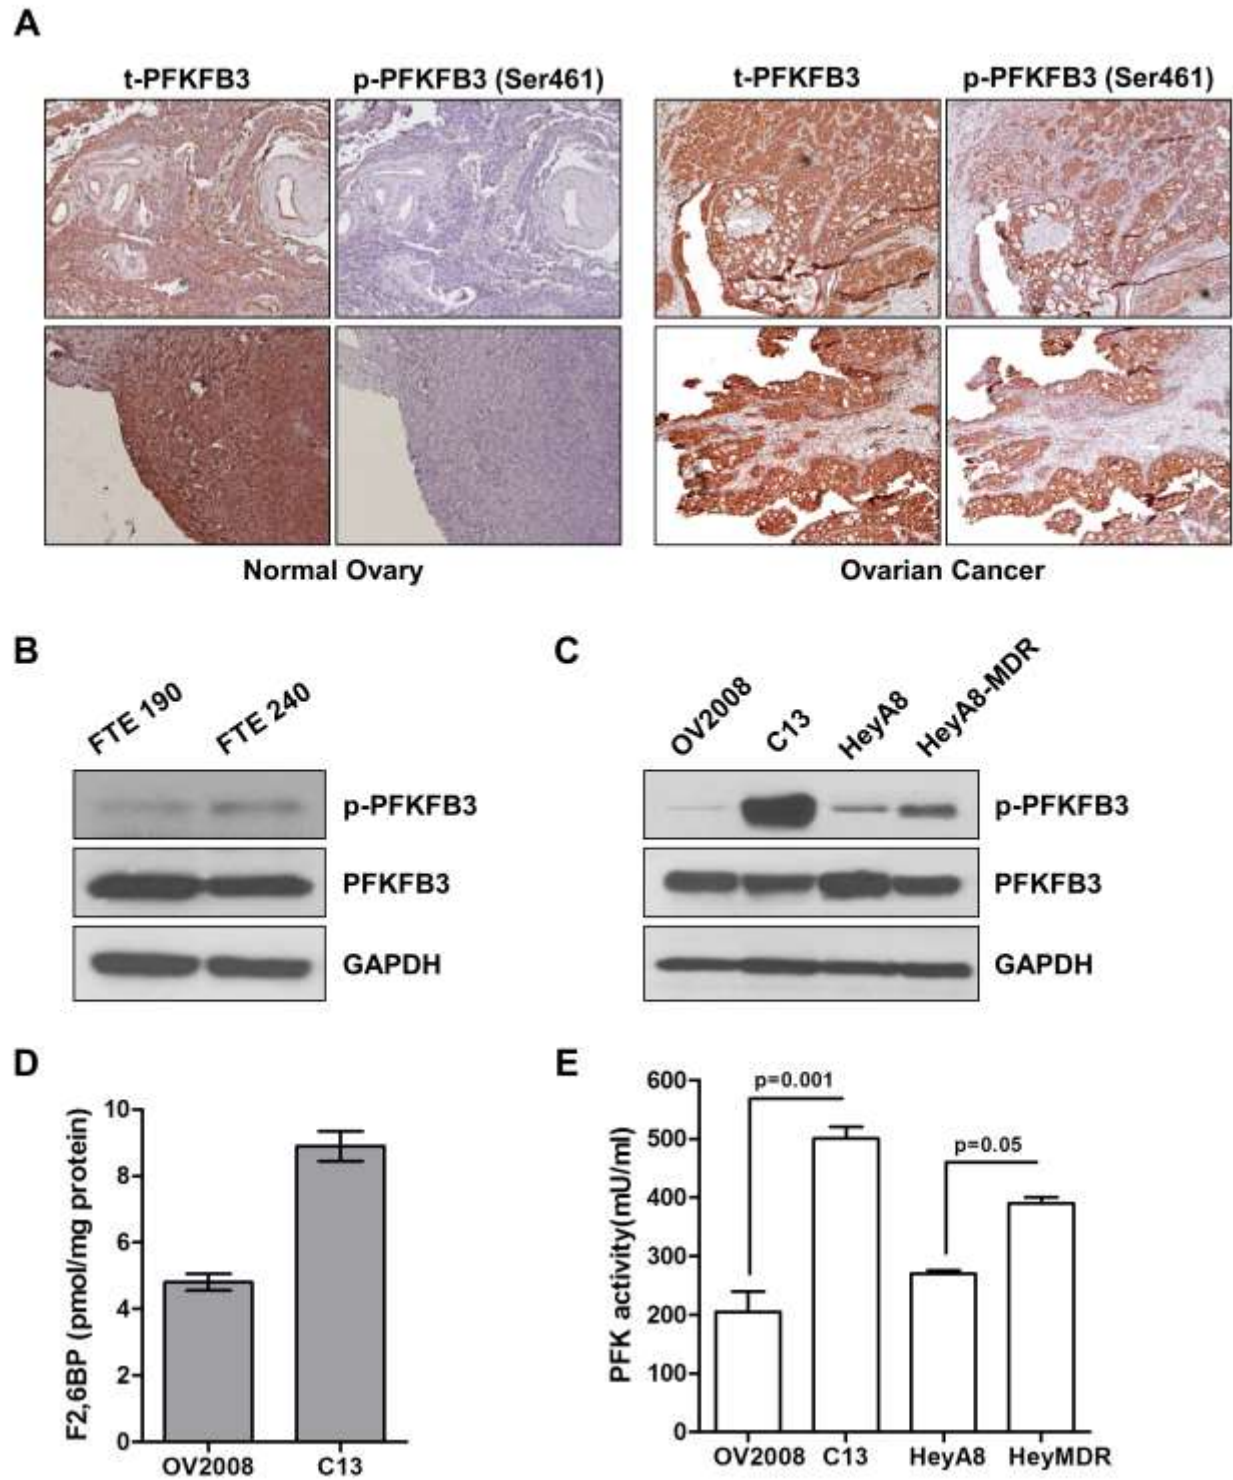 A
t-PFKFB3 p-PFKFB3 (Ser461) t-PFKFB3 p-PFKFB3 (Ser461)
Normal Ovary Ovarian Cancer
B
FTE 190 FTE 240
p-PFKFB3
PFKFB3
GAPDH
C
OV2008 C13 HeyA8 HeyA8-MDR
p-PFKFB3
PFKFB3
GAPDH
D
F2,6BP (pmol/mg protein)
10
8
6
4
2
0
OV2008 C13
E
PFK activity(mU/ml)
600
500
400
300
200
100
0
p=0.001
p=0.05
OV2008 C13 HeyA8 HeyMDR